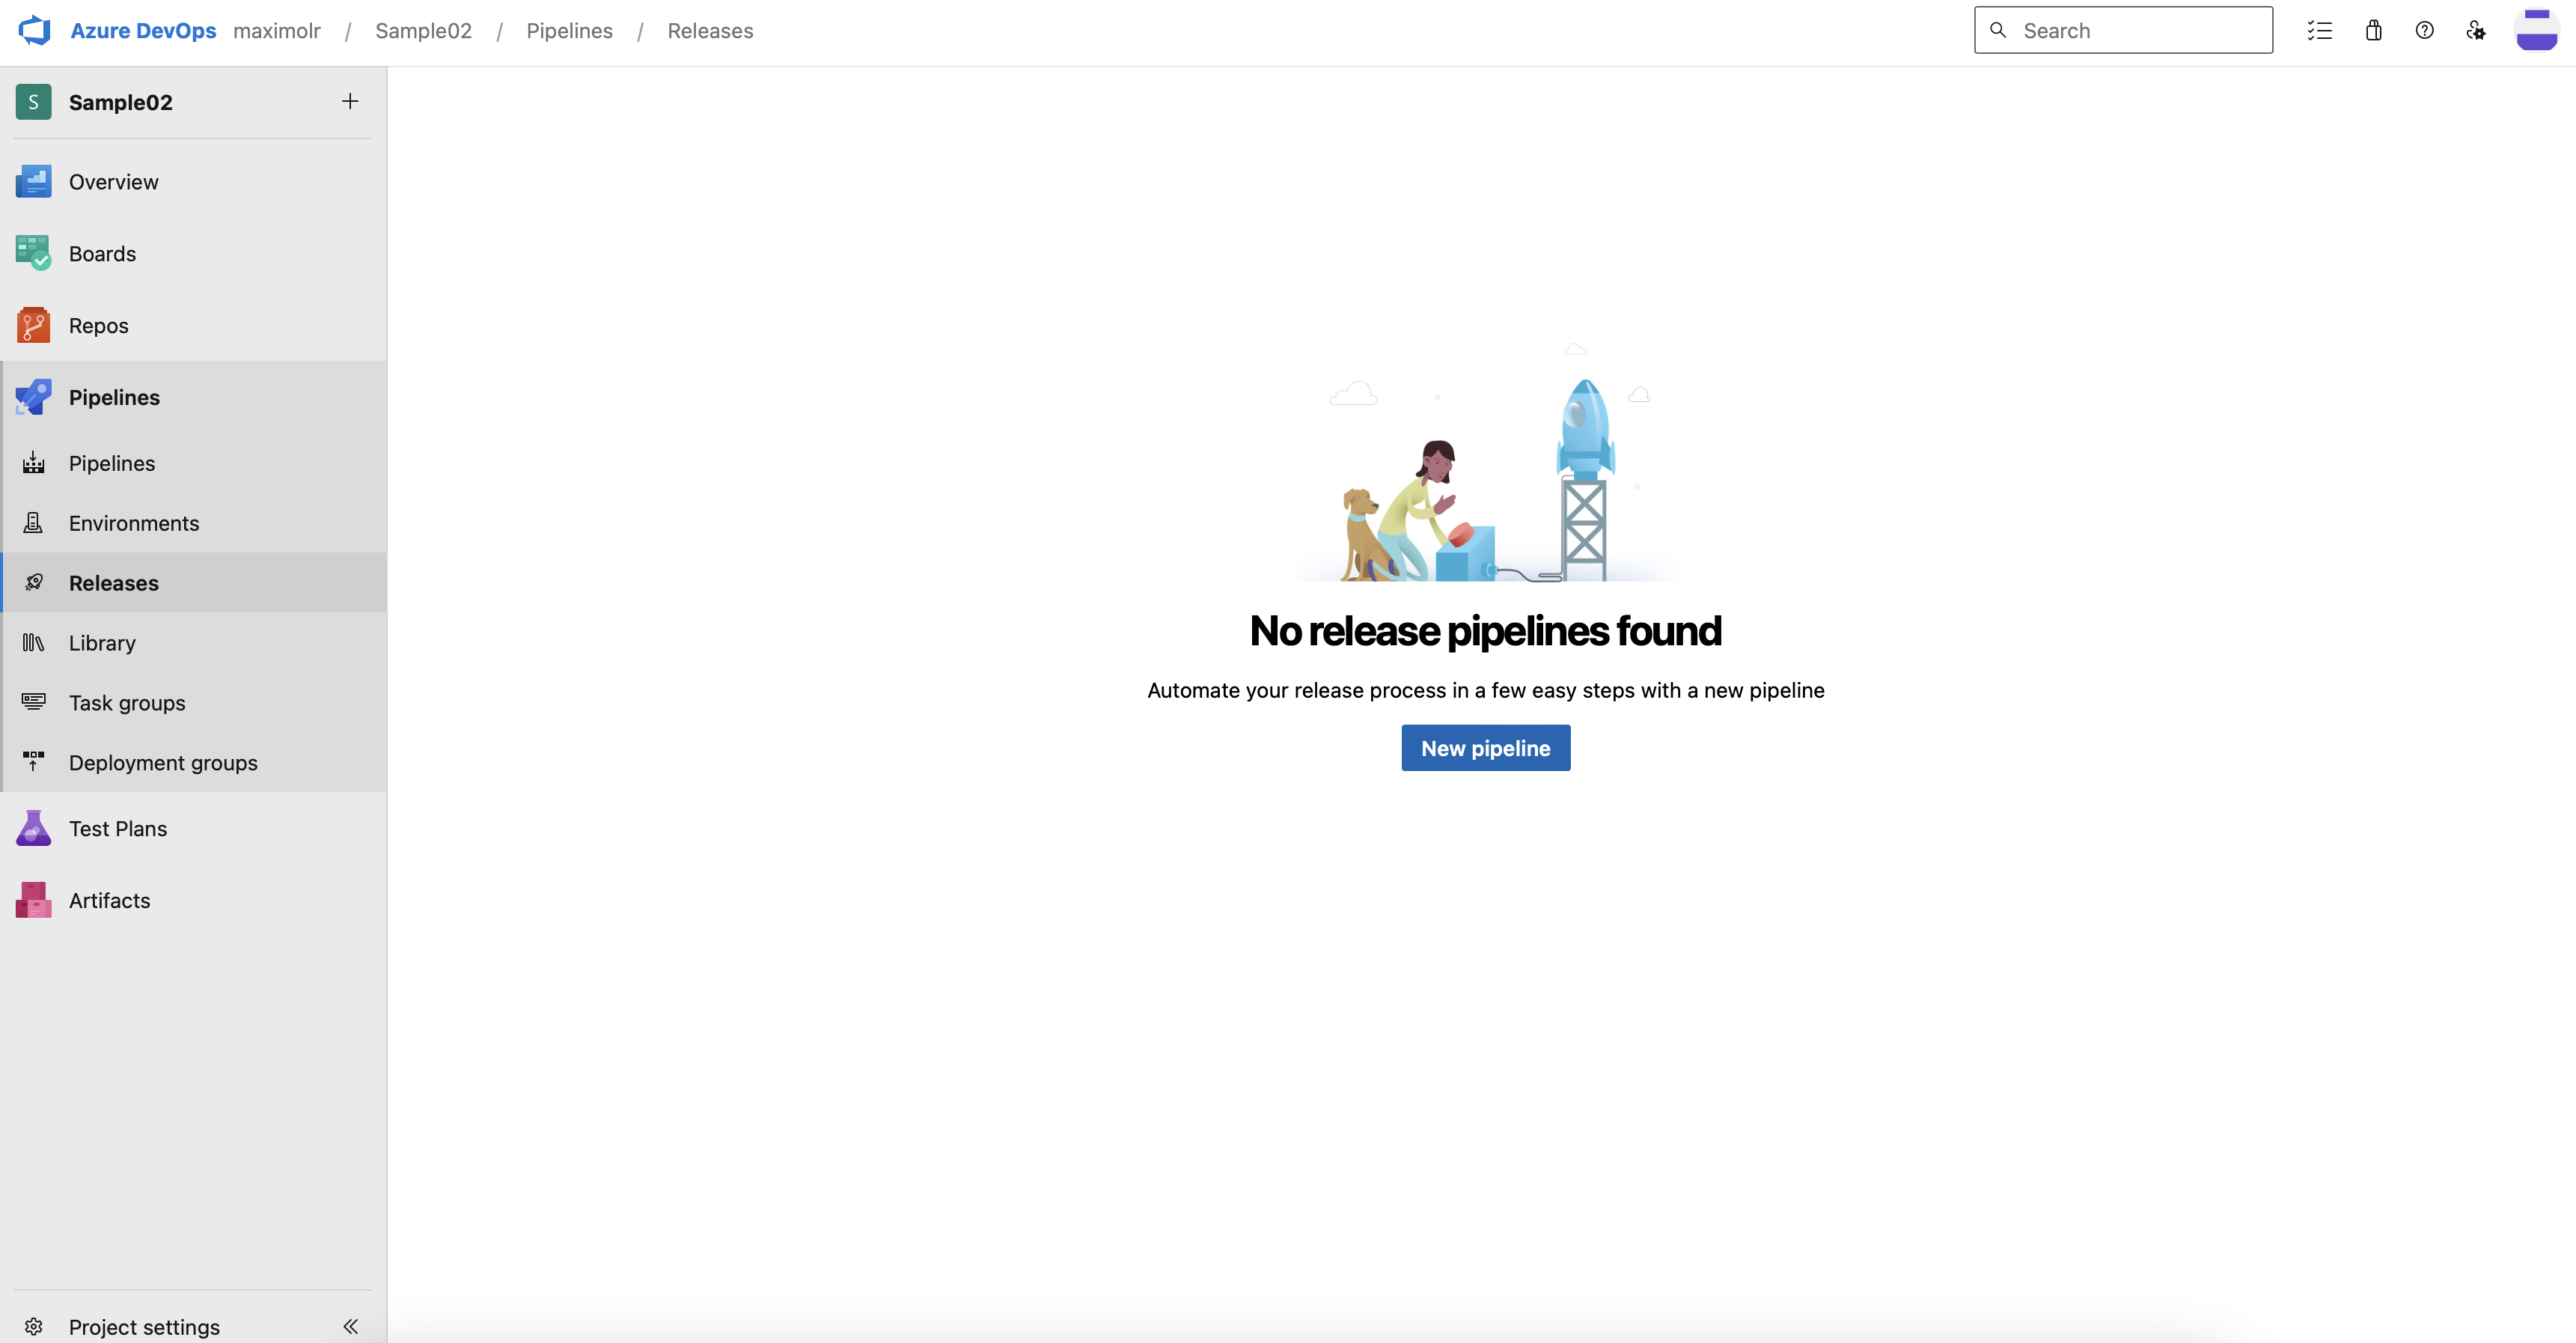 Azure DevOps maximolr / Sample02 / Pipelines / Releases
Search
S Sample02
Overview
Boards
Repos
Pipelines
Pipelines
Environments
Releases
Library
Task groups
Deployment groups
Test Plans
Artifacts
Project settings
No release pipelines found
Automate your release process in a few easy steps with a new pipeline
New pipeline